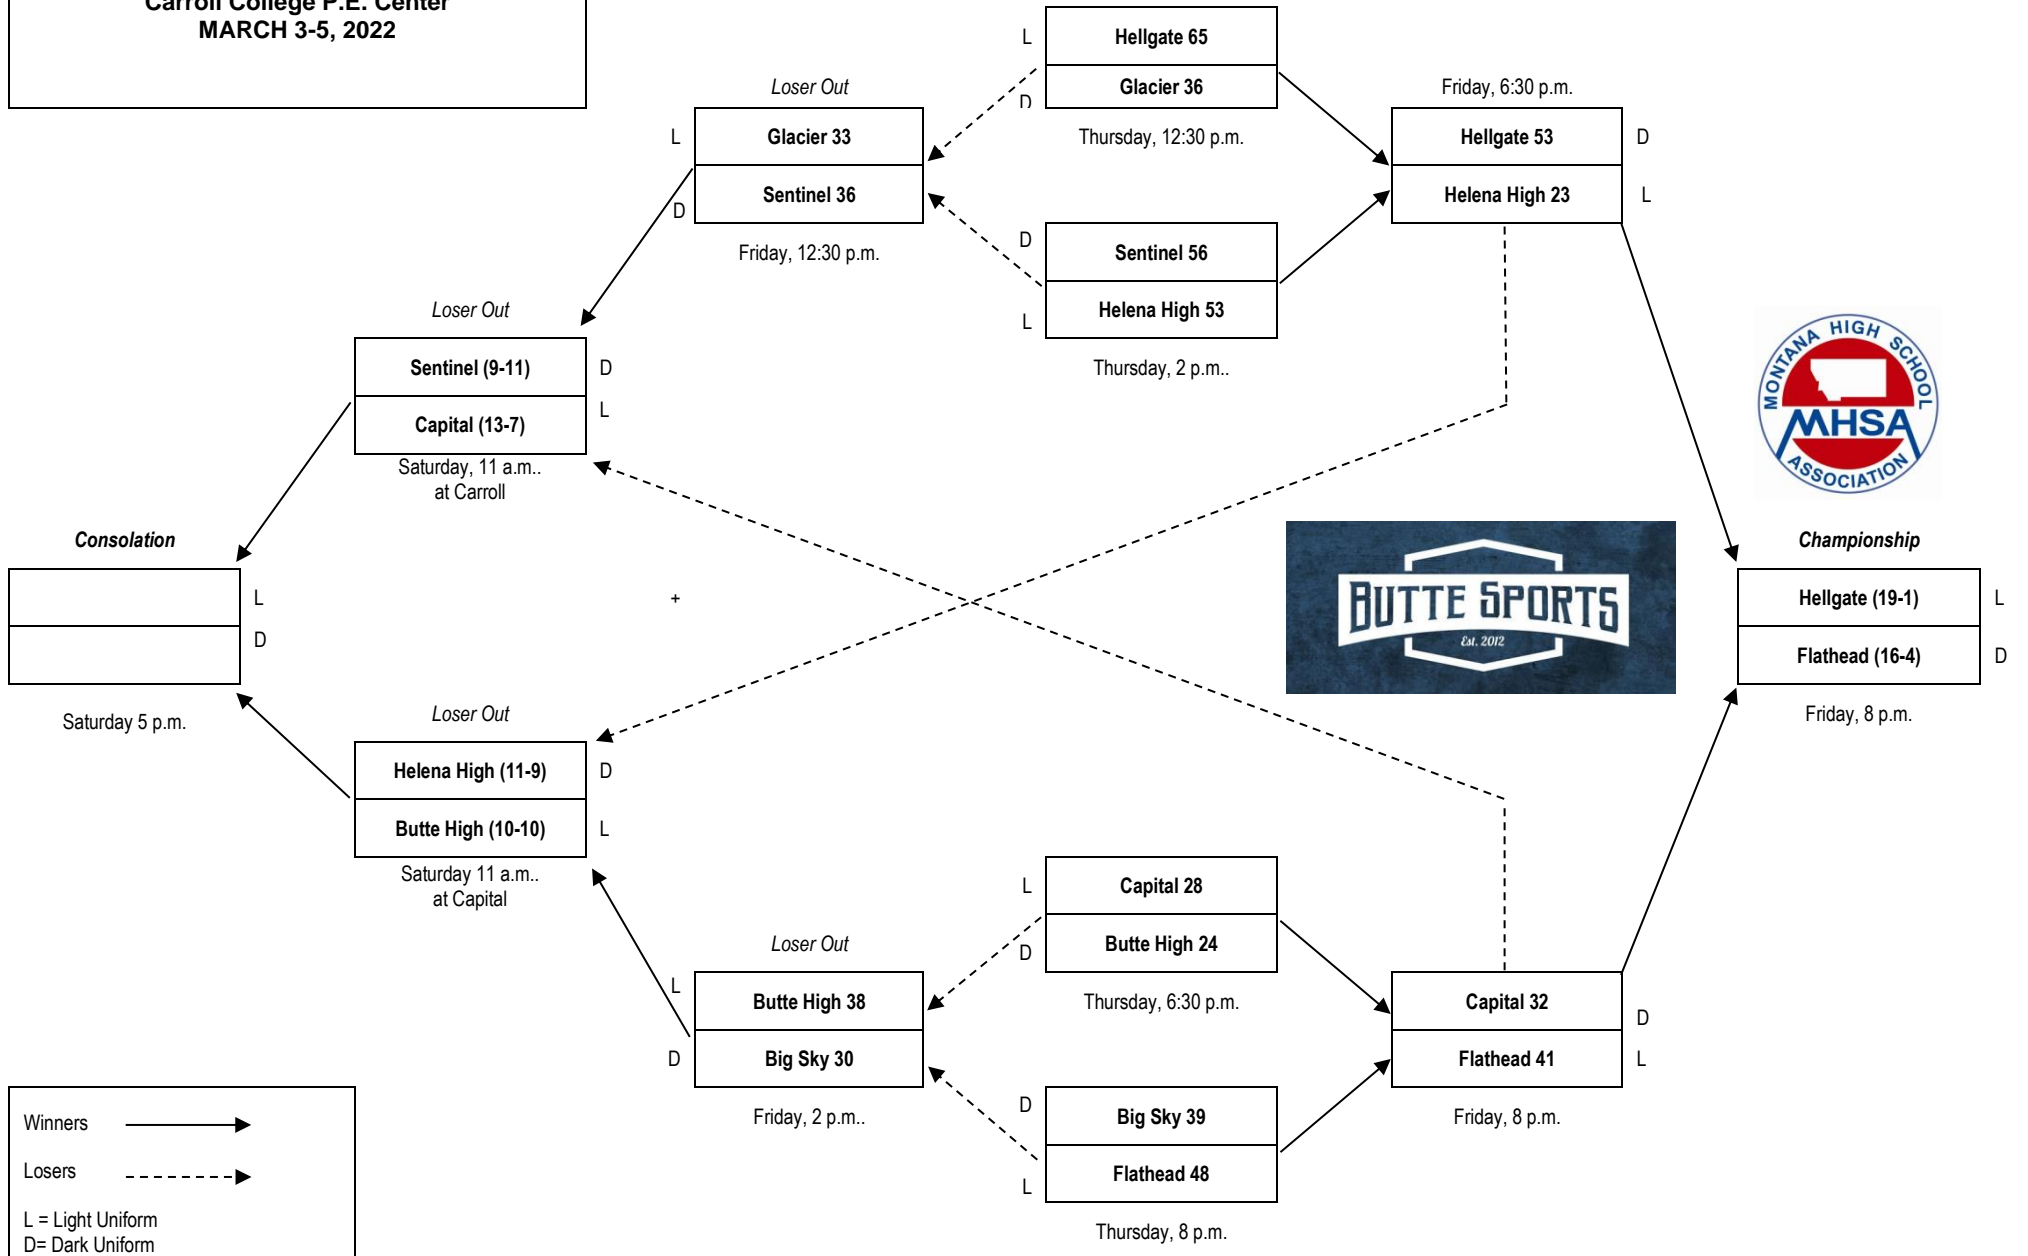 Carroll College P.E. Center
MARCH 3-5, 2022
L
Hellgate 65
D
Glacier 36
Thursday, 12:30 p.m.
Loser Out
L
Glacier 33
D
Sentinel 36
Friday, 12:30 p.m.
D
Sentinel 56
L
Helena High 53
Thursday, 2 p.m..
Friday, 6:30 p.m.
Hellgate 53
D
Helena High 23
L
Loser Out
Sentinel (9-11)
D
Capital (13-7)
L
Saturday, 11 a.m..
at Carroll
MONTANA HIGH SCHOOL
MHSA
ASSOCIATION
Consolation
L
D
Saturday 5 p.m.
+
BUTTE SPORTS
Est. 2012
Championship
Hellgate (19-1)
L
Flathead (16-4)
D
Friday, 8 p.m.
Loser Out
Helena High (11-9)
D
Butte High (10-10)
L
Saturday 11 a.m..
at Capital
L
Capital 28
D
Butte High 24
Thursday, 6:30 p.m.
Loser Out
L
Butte High 38
D
Big Sky 30
Friday, 2 p.m..
Capital 32
D
Flathead 41
L
Friday, 8 p.m.
D
Big Sky 39
L
Flathead 48
Thursday, 8 p.m.
Winners
Losers
L = Light Uniform
D= Dark Uniform